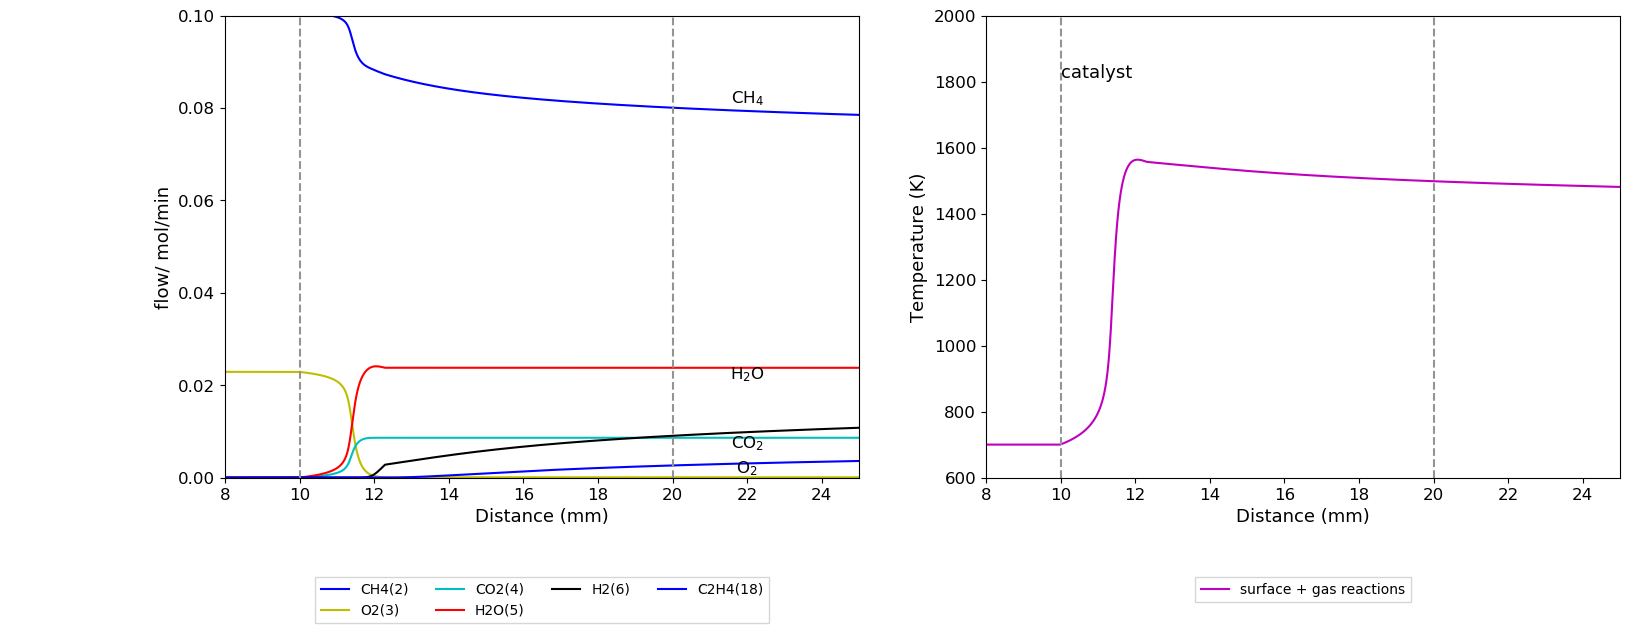 0.10
0.08
0.06
0.04
0.02
0.00
flow/ mol/min
CH₄
H₂O
CO₂
O₂
8 10 12 14 16 18 20 22 24
Distance (mm)
CH4(2) CO2(4) H2(6) C2H4(18)
O2(3) H2O(5)
2000
1800
1600
1400
1200
1000
800
600
Temperature (K)
catalyst
8 10 12 14 16 18 20 22 24
Distance (mm)
surface + gas reactions